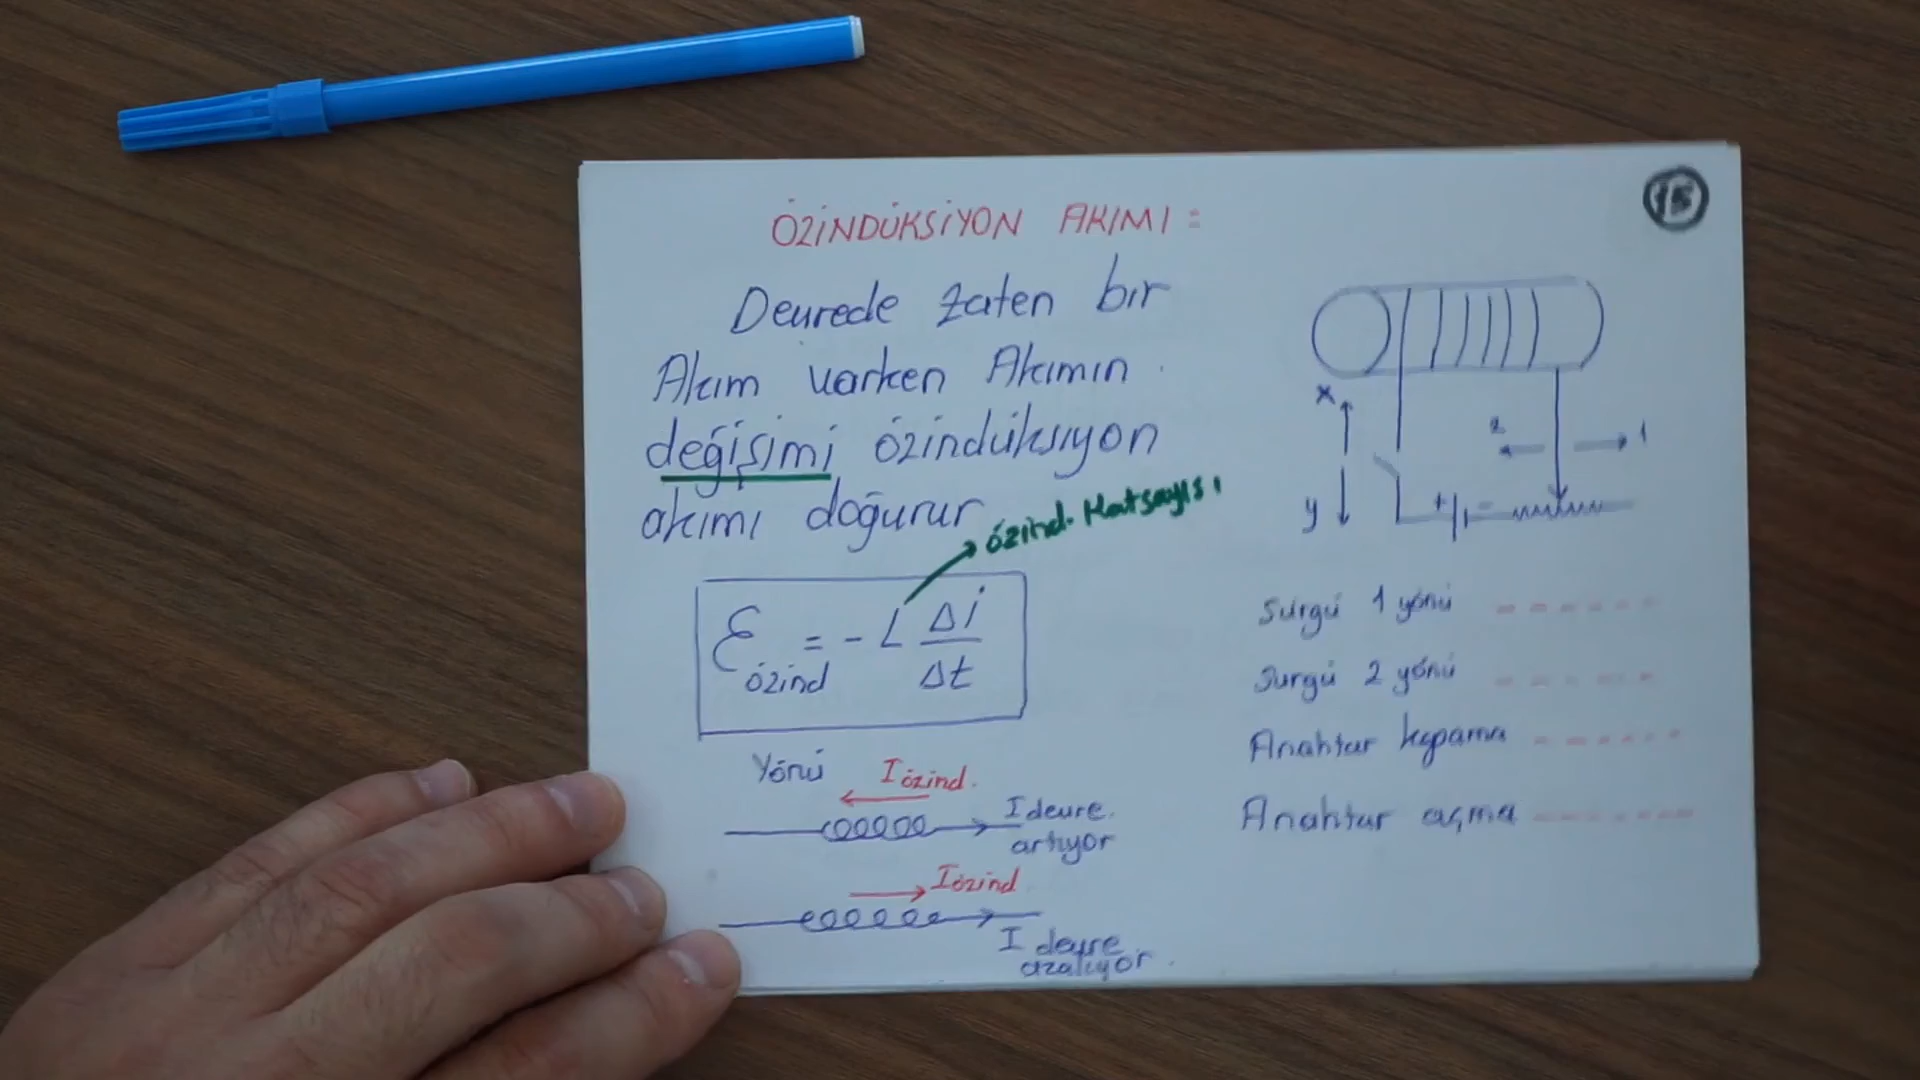 15
ÖZİNDÜKSİYON AKIMI :
Devrede zaten bir
Akım varken Akımın
değişimi özindüksiyon
akımı doğurur
özind. Katsayısı
Ɛözind = - L Δi/Δt
Yönü
I özind.
I devre.
artıyor
I özind
I devre
azalıyor.
x
y
2
1
+ -
Sürgü 1 yönü
Sürgü 2 yönü
Anahtar kapama
Anahtar açma